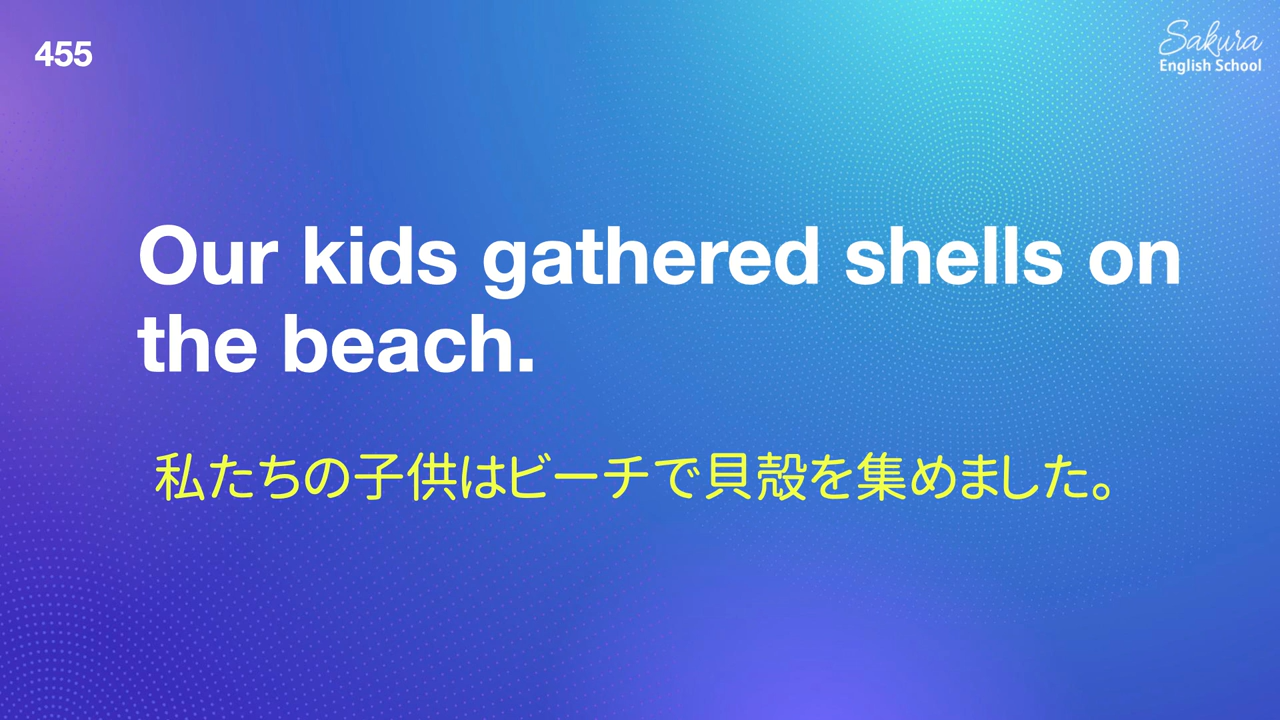 455
Sakura
English School
Our kids gathered shells on
the beach.
私たちの子供はビーチで貝殻を集めました。